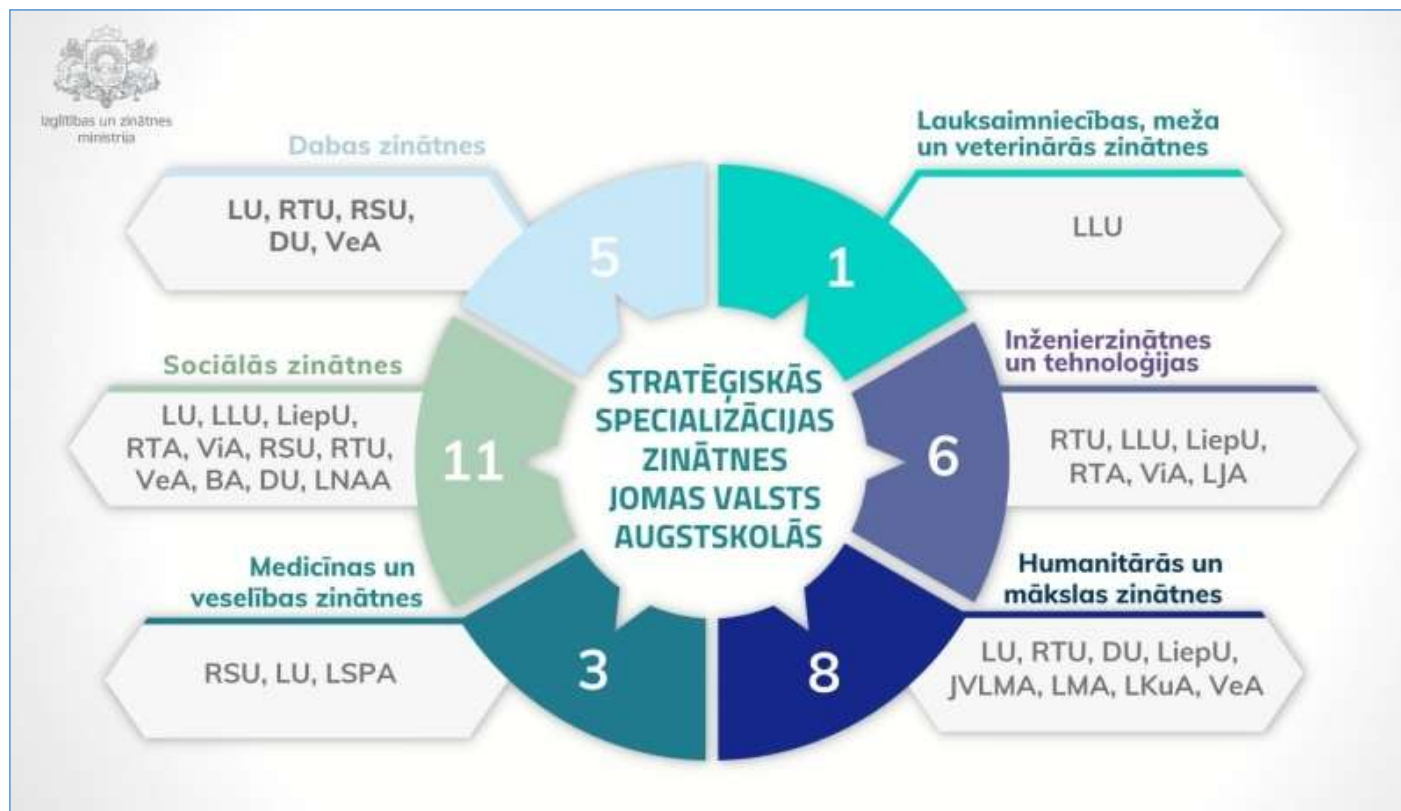 Izglītības un zinātnes
ministrija
Dabas zinātnes
LU, RTU, RSU,
DU, VeA
5
Lauksaimniecības, meža
un veterinārās zinātnes
LLU
1
Sociālās zinātnes
LU, LLU, LiepU,
RTA, ViA, RSU, RTU,
VeA, BA, DU, LNAA
11
STRATĒĢISKĀS
SPECIALIZĀCIJAS
ZINĀTNES
JOMAS VALSTS
AUGSTSKOLĀS
Inženierzinātnes
un tehnoloģijas
RTU, LLU, LiepU,
RTA, ViA, LJA
6
Medicīnas un
veselības zinātnes
RSU, LU, LSPA
3
Humanitārās un
mākslas zinātnes
LU, RTU, DU, LiepU,
JVLMA, LMA, LKuA, VeA
8